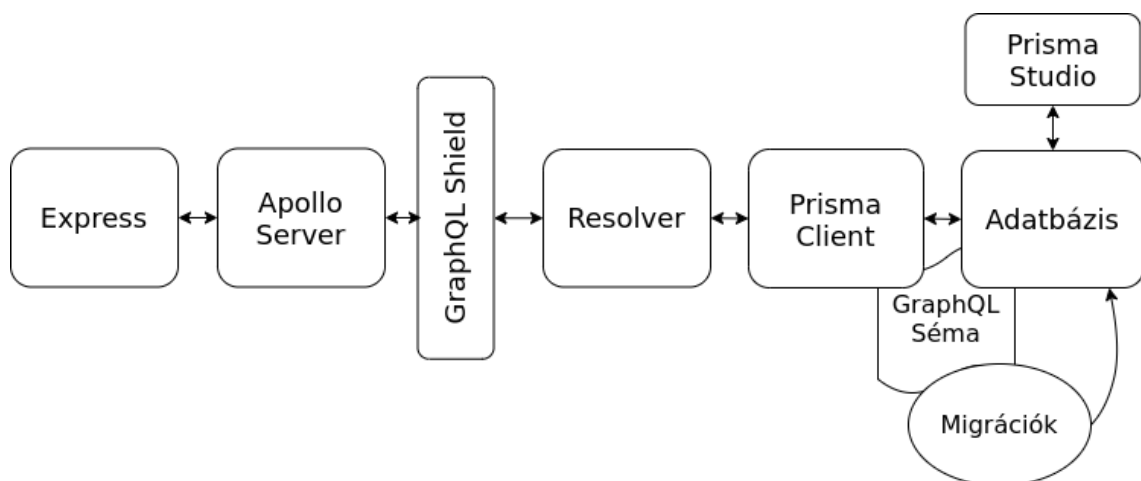 Prisma
Studio
Express
Apollo
Server
GraphQL Shield
Resolver
Prisma
Client
Adatbázis
GraphQL
Séma
Migrációk